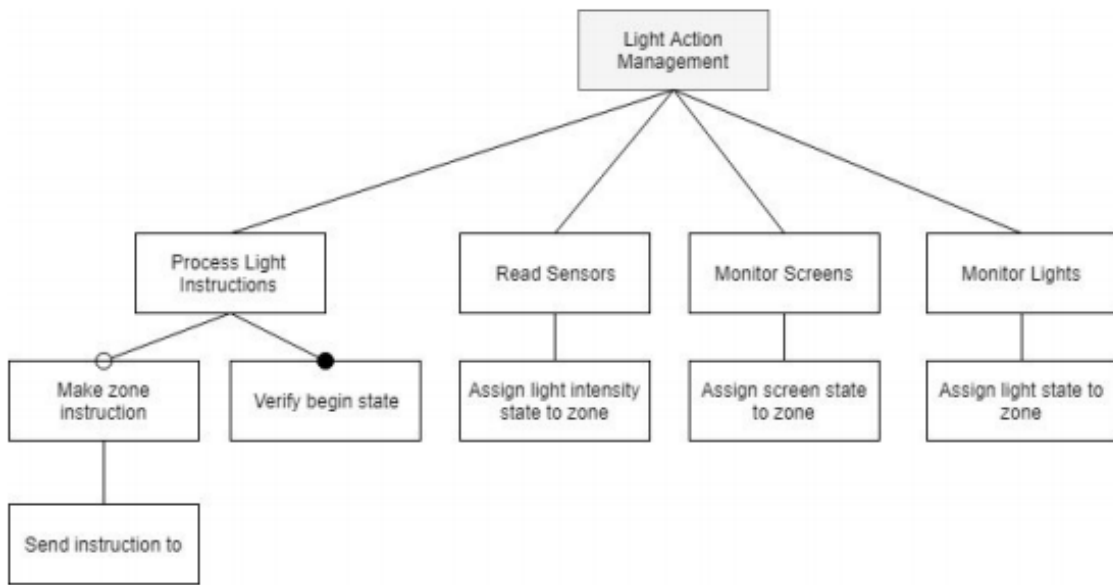 Light Action
Management
Process Light
Instructions
Read Sensors
Monitor Screens
Monitor Lights
Make zone
instruction
Verify begin state
Assign light intensity
state to zone
Assign screen state
to zone
Assign light state to
zone
Send instruction to